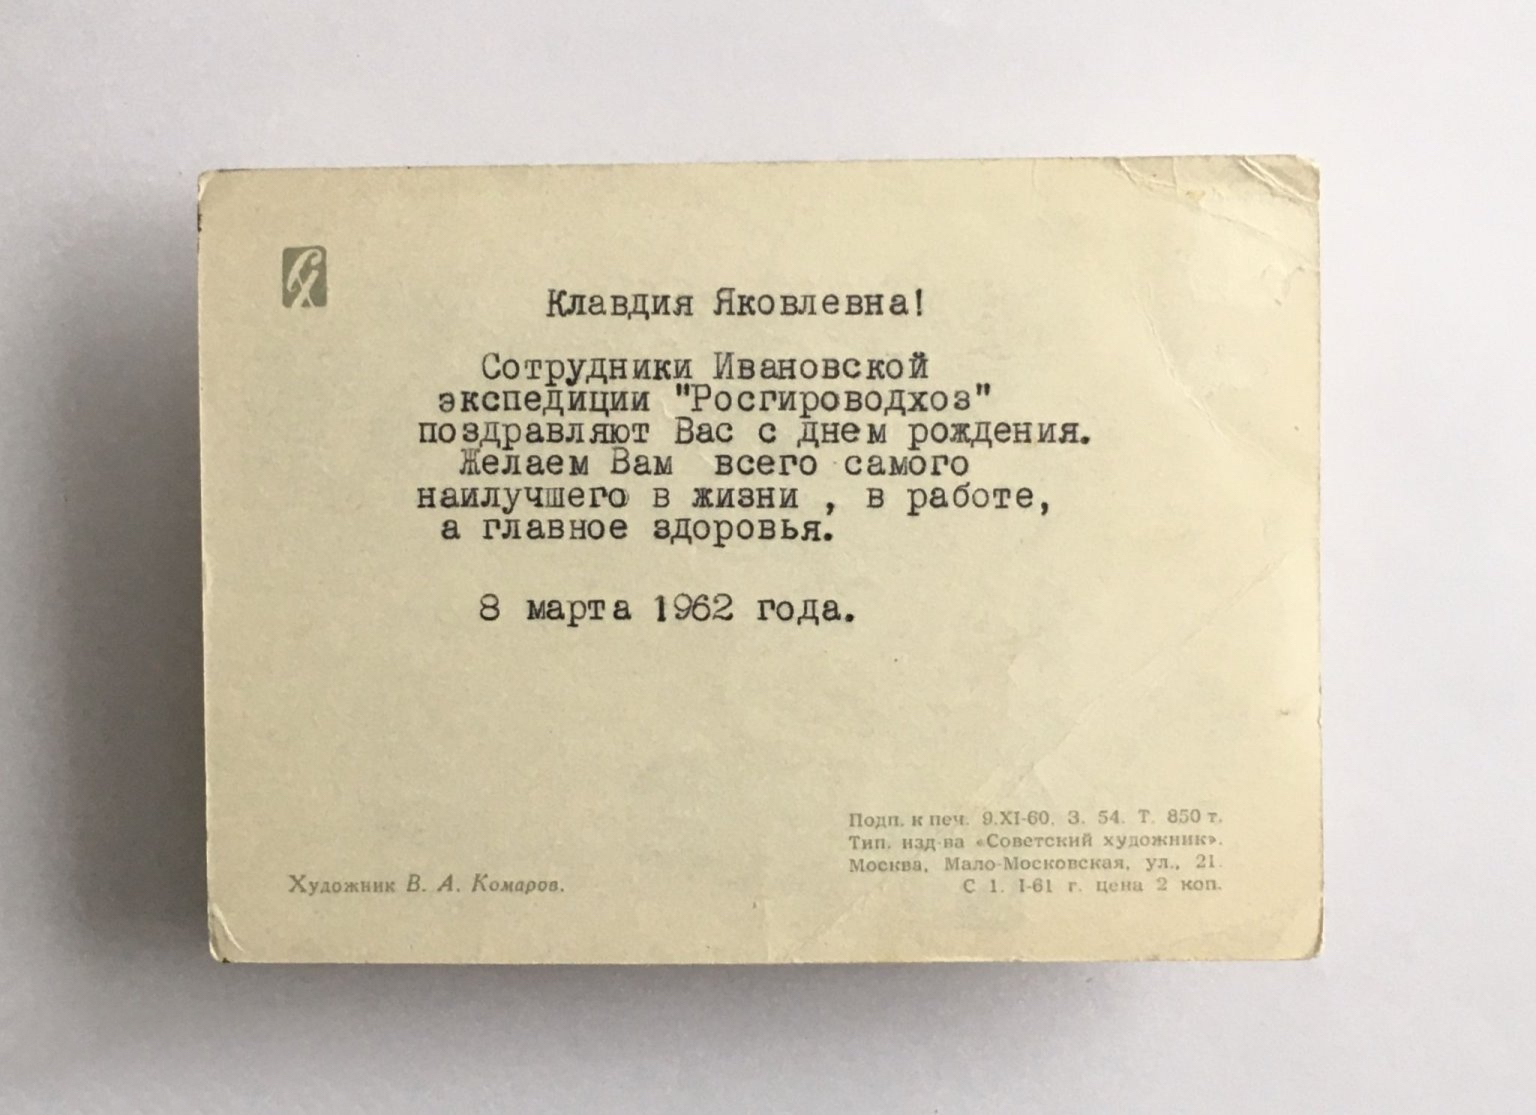 СХ
Клавдия Яковлевна!
Сотрудники Ивановской
экспедиции "Росгироводхоз"
поздравляют Вас с днем рождения.
Желаем Вам всего самого
наилучшего в жизни , в работе,
а главное здоровья.
8 марта 1962 года.
Подп. к печ. 9.XI-60. З. 54. Т. 850 т.
Тип. изд-ва «Советский художник».
Москва, Мало-Московская, ул., 21.
С 1. I-61 г. цена 2 коп.
Художник В. А. Комаров.